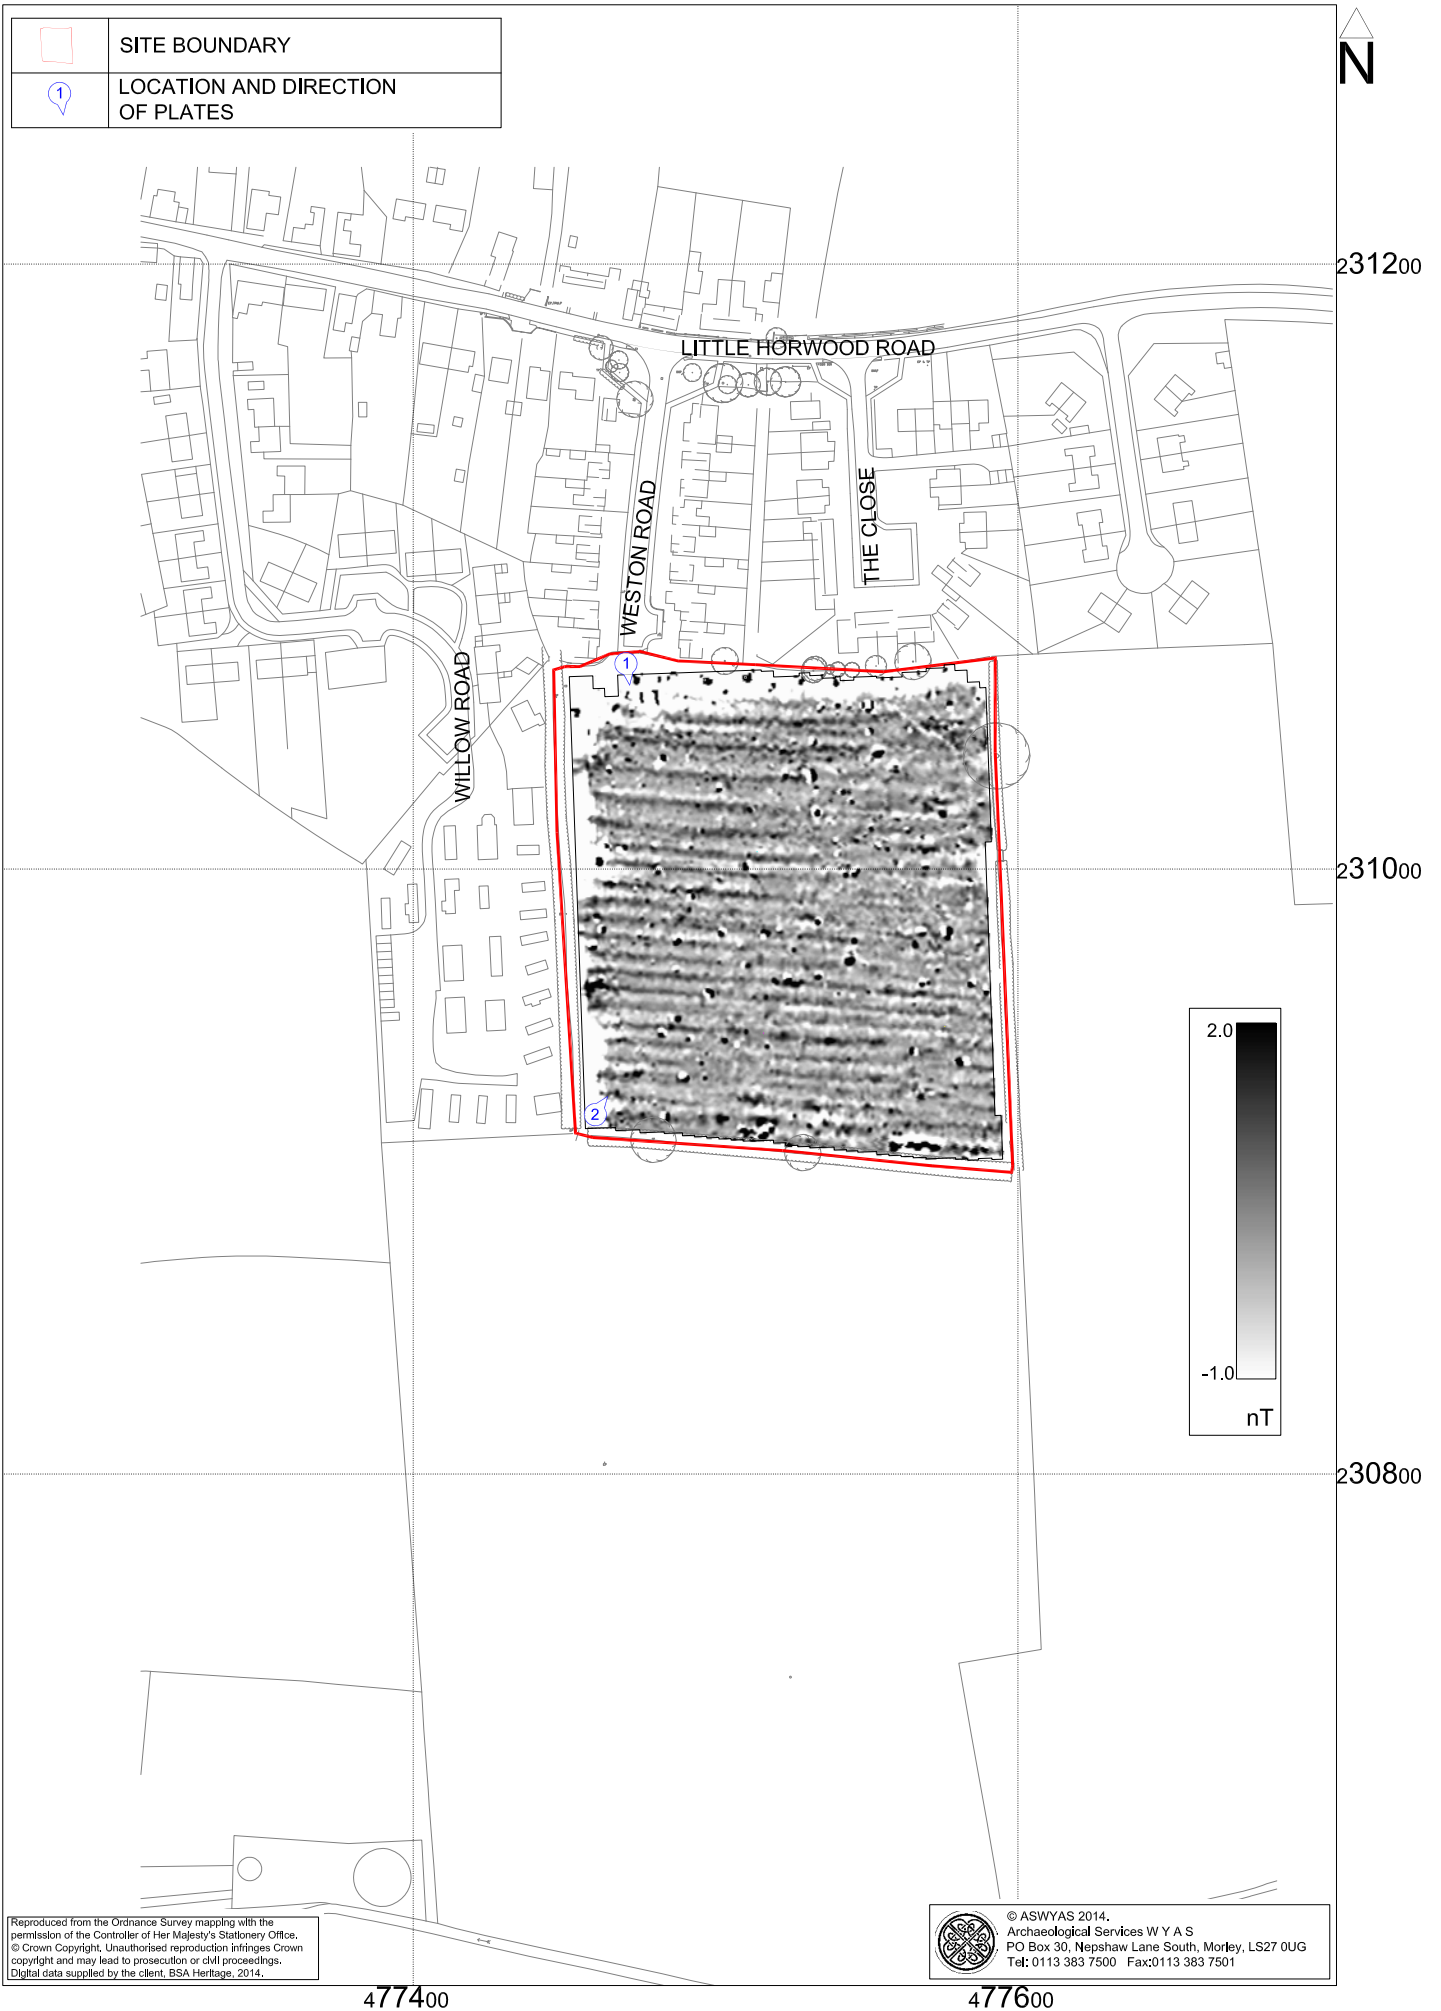 SITE BOUNDARY
1
LOCATION AND DIRECTION
OF PLATES
N
231200
LITTLE HORWOOD ROAD
THE CLOSE
WESTON ROAD
1
WILLOW ROAD
231000
2.0
2
-1.0
nT
230800
Reproduced from the Ordnance Survey mapping with the
permission of the Controller of Her Majesty's Stationery Office.
© Crown Copyright. Unauthorised reproduction infringes Crown
copyright and may lead to prosecution or civil proceedings.
Digital data supplied by the client, BSA Heritage, 2014.
© ASWYAS 2014.
Archaeological Services W Y A S
PO Box 30, Nepshaw Lane South, Morley, LS27 0UG
Tel: 0113 383 7500 Fax:0113 383 7501
477400
477600